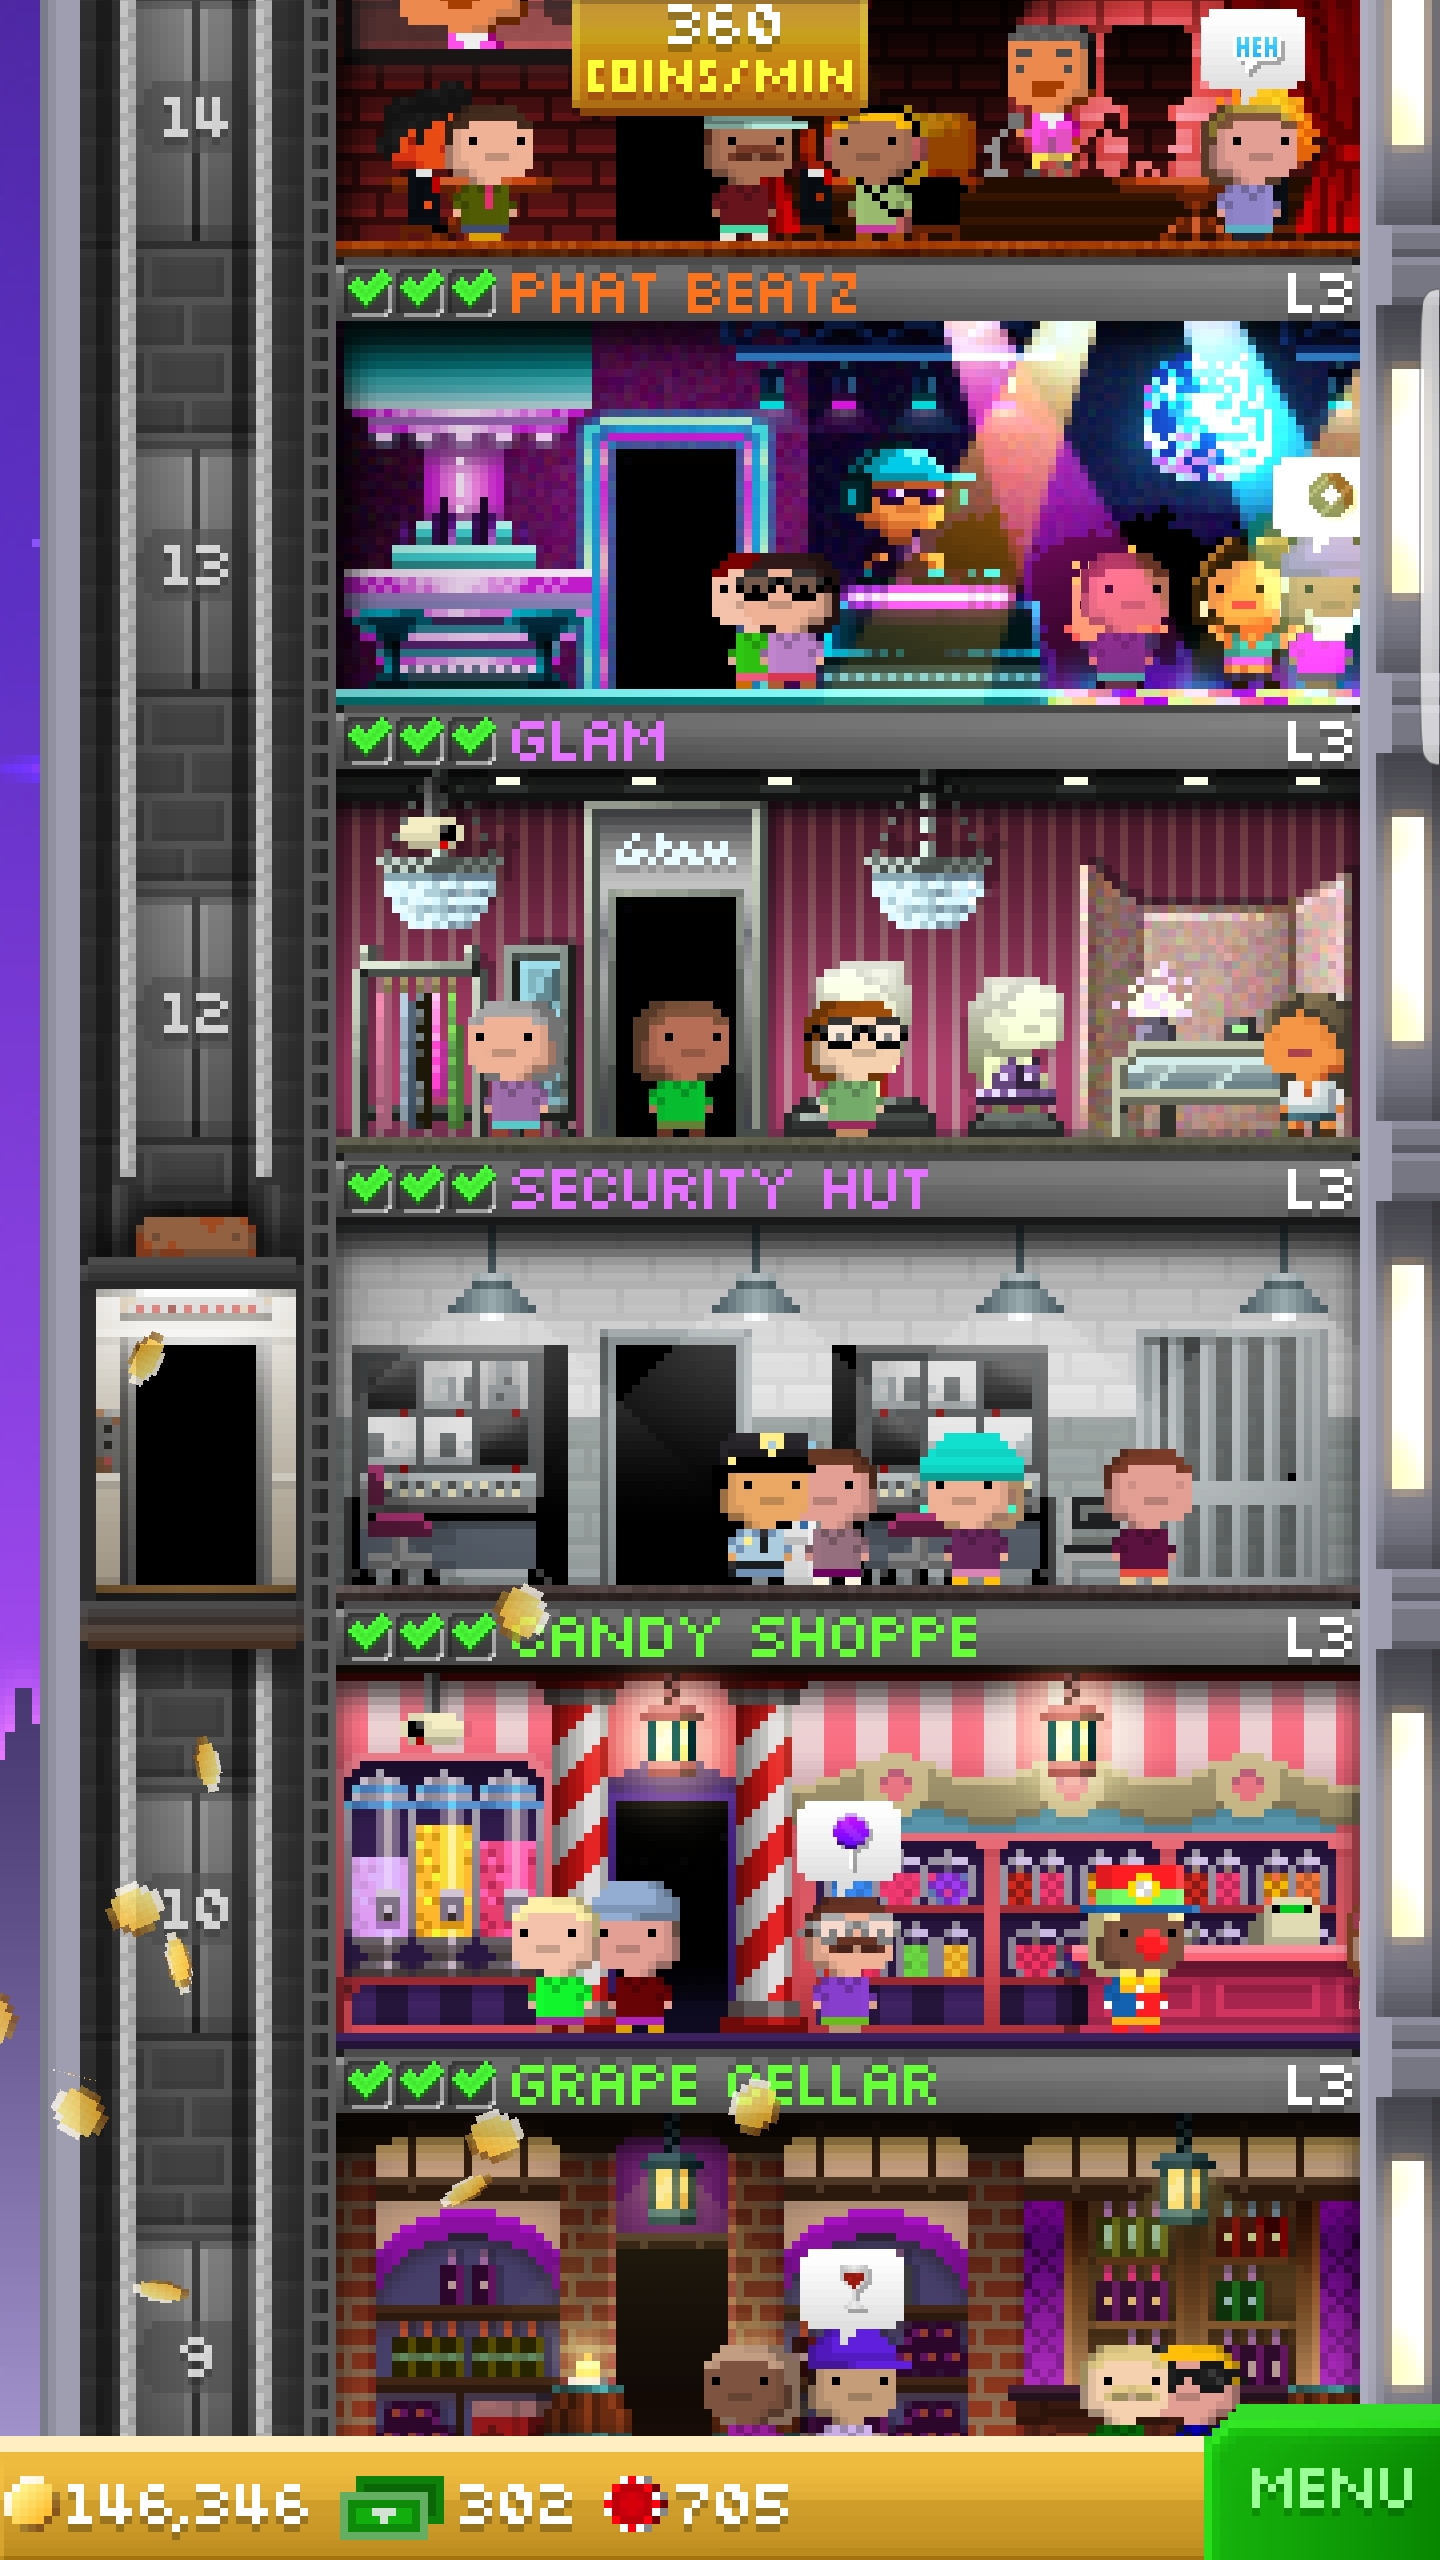 360
COINS/MIN
HEH
14
PHAT BEATZ L3
13
GLAM L3
Glam
12
SECURITY HUT L3
CANDY SHOPPE L3
10
GRAPE CELLAR L3
9
146,346 302 705
MENU